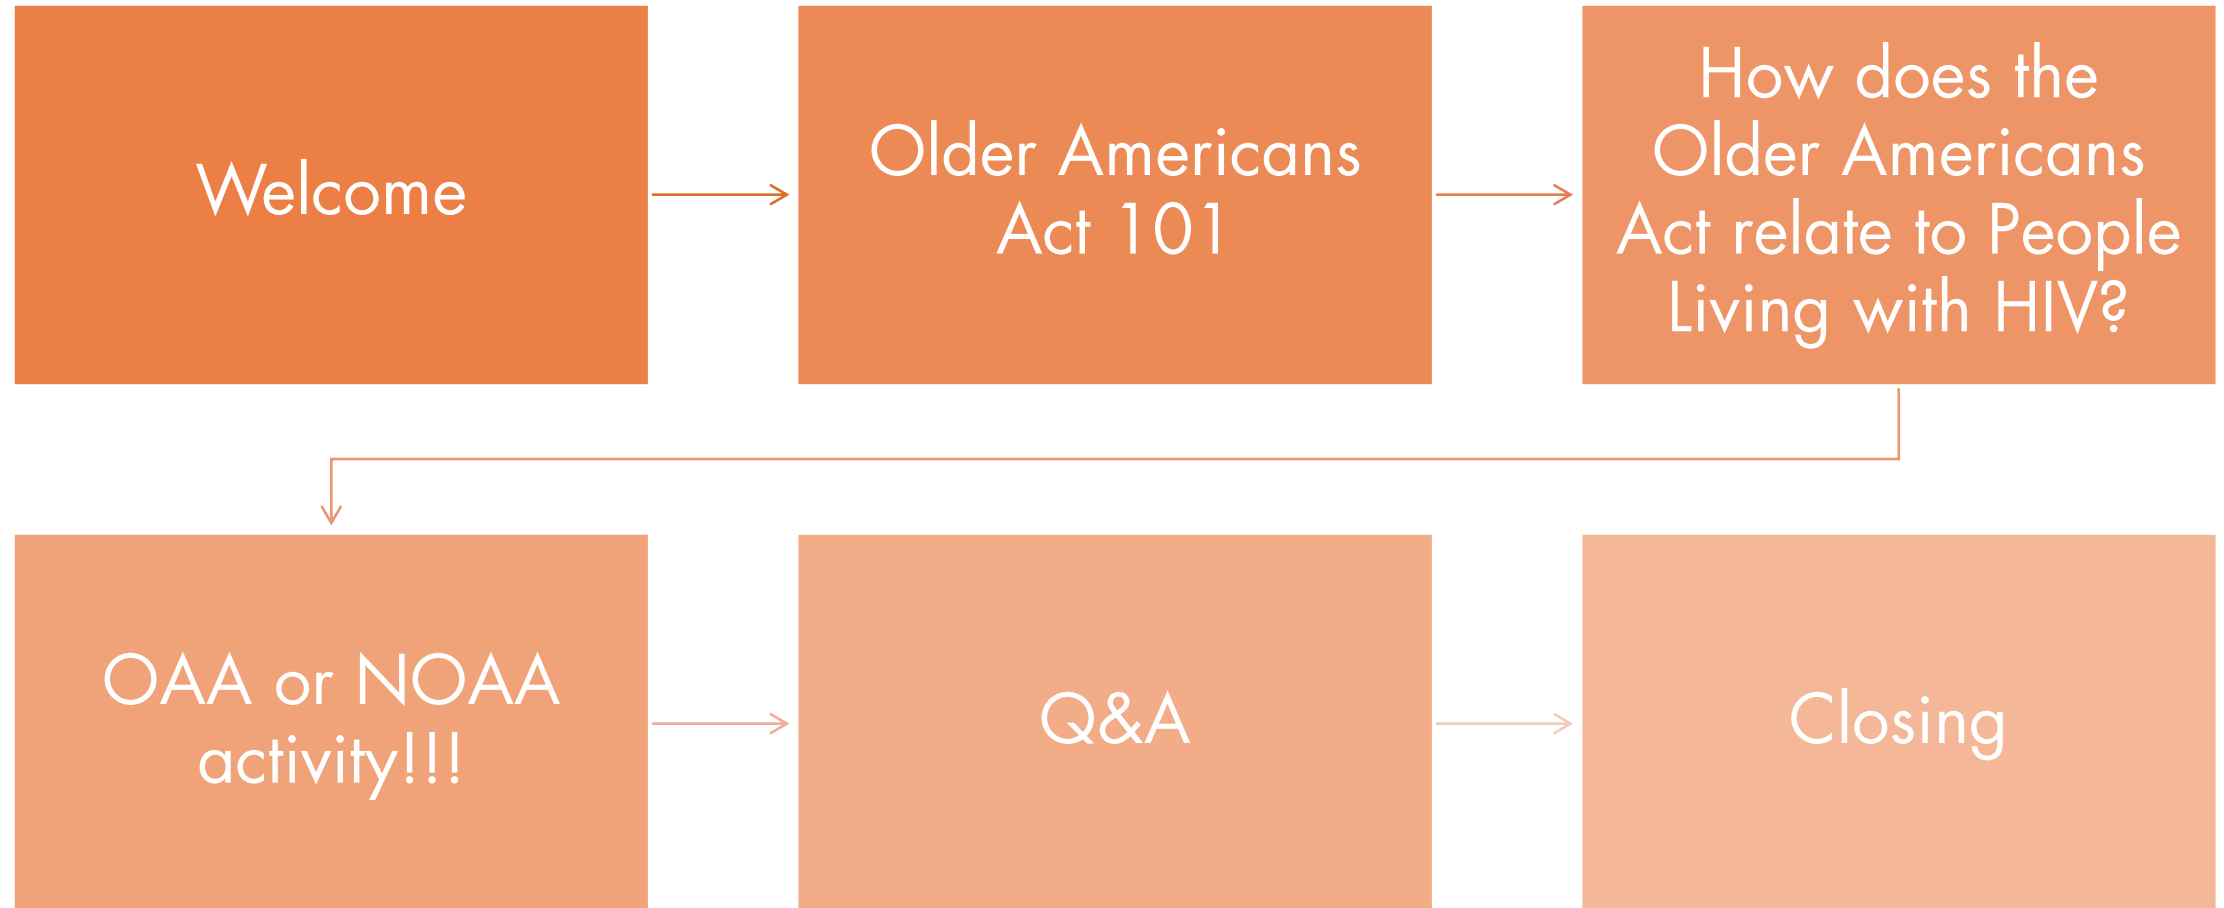 Welcome
Older Americans
Act 101
How does the
Older Americans
Act relate to People
Living with HIV?
OAA or NOAA
activity!!!
Q&A
Closing